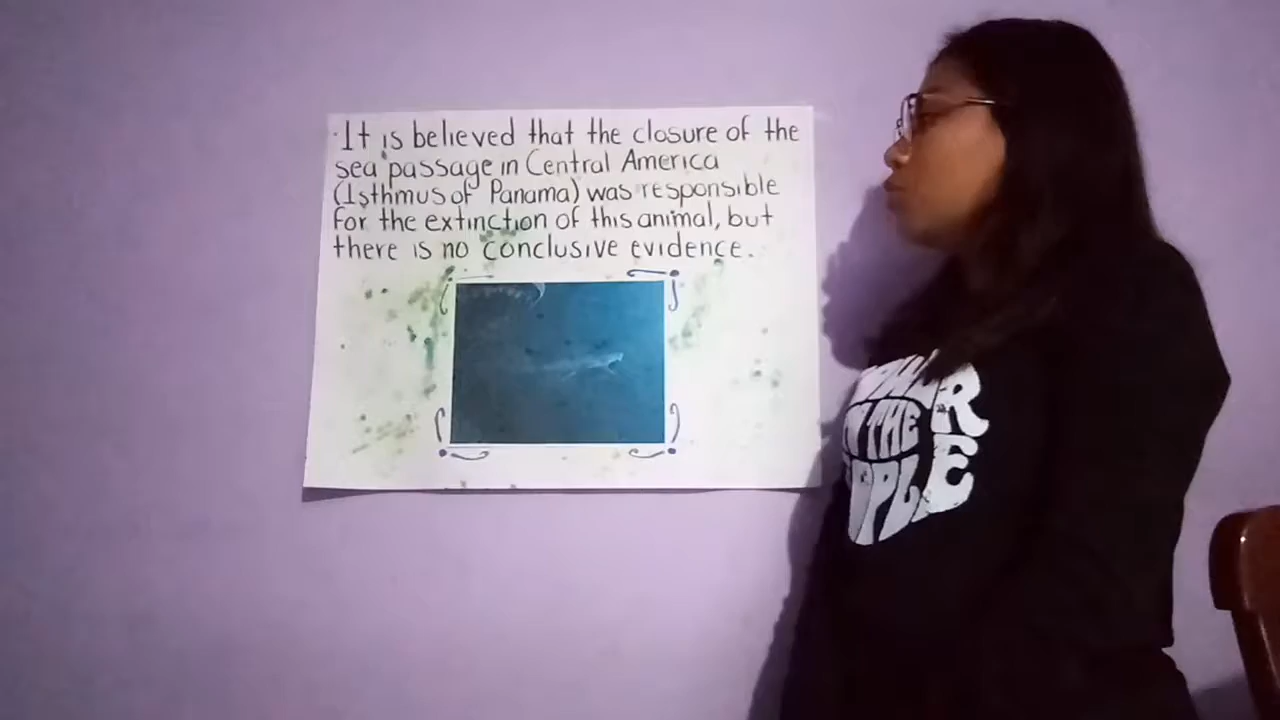 It is believed that the closure of the
sea passage in Central America
(Isthmus of Panama) was responsible
for the extinction of this animal, but
there is no conclusive evidence.
THE